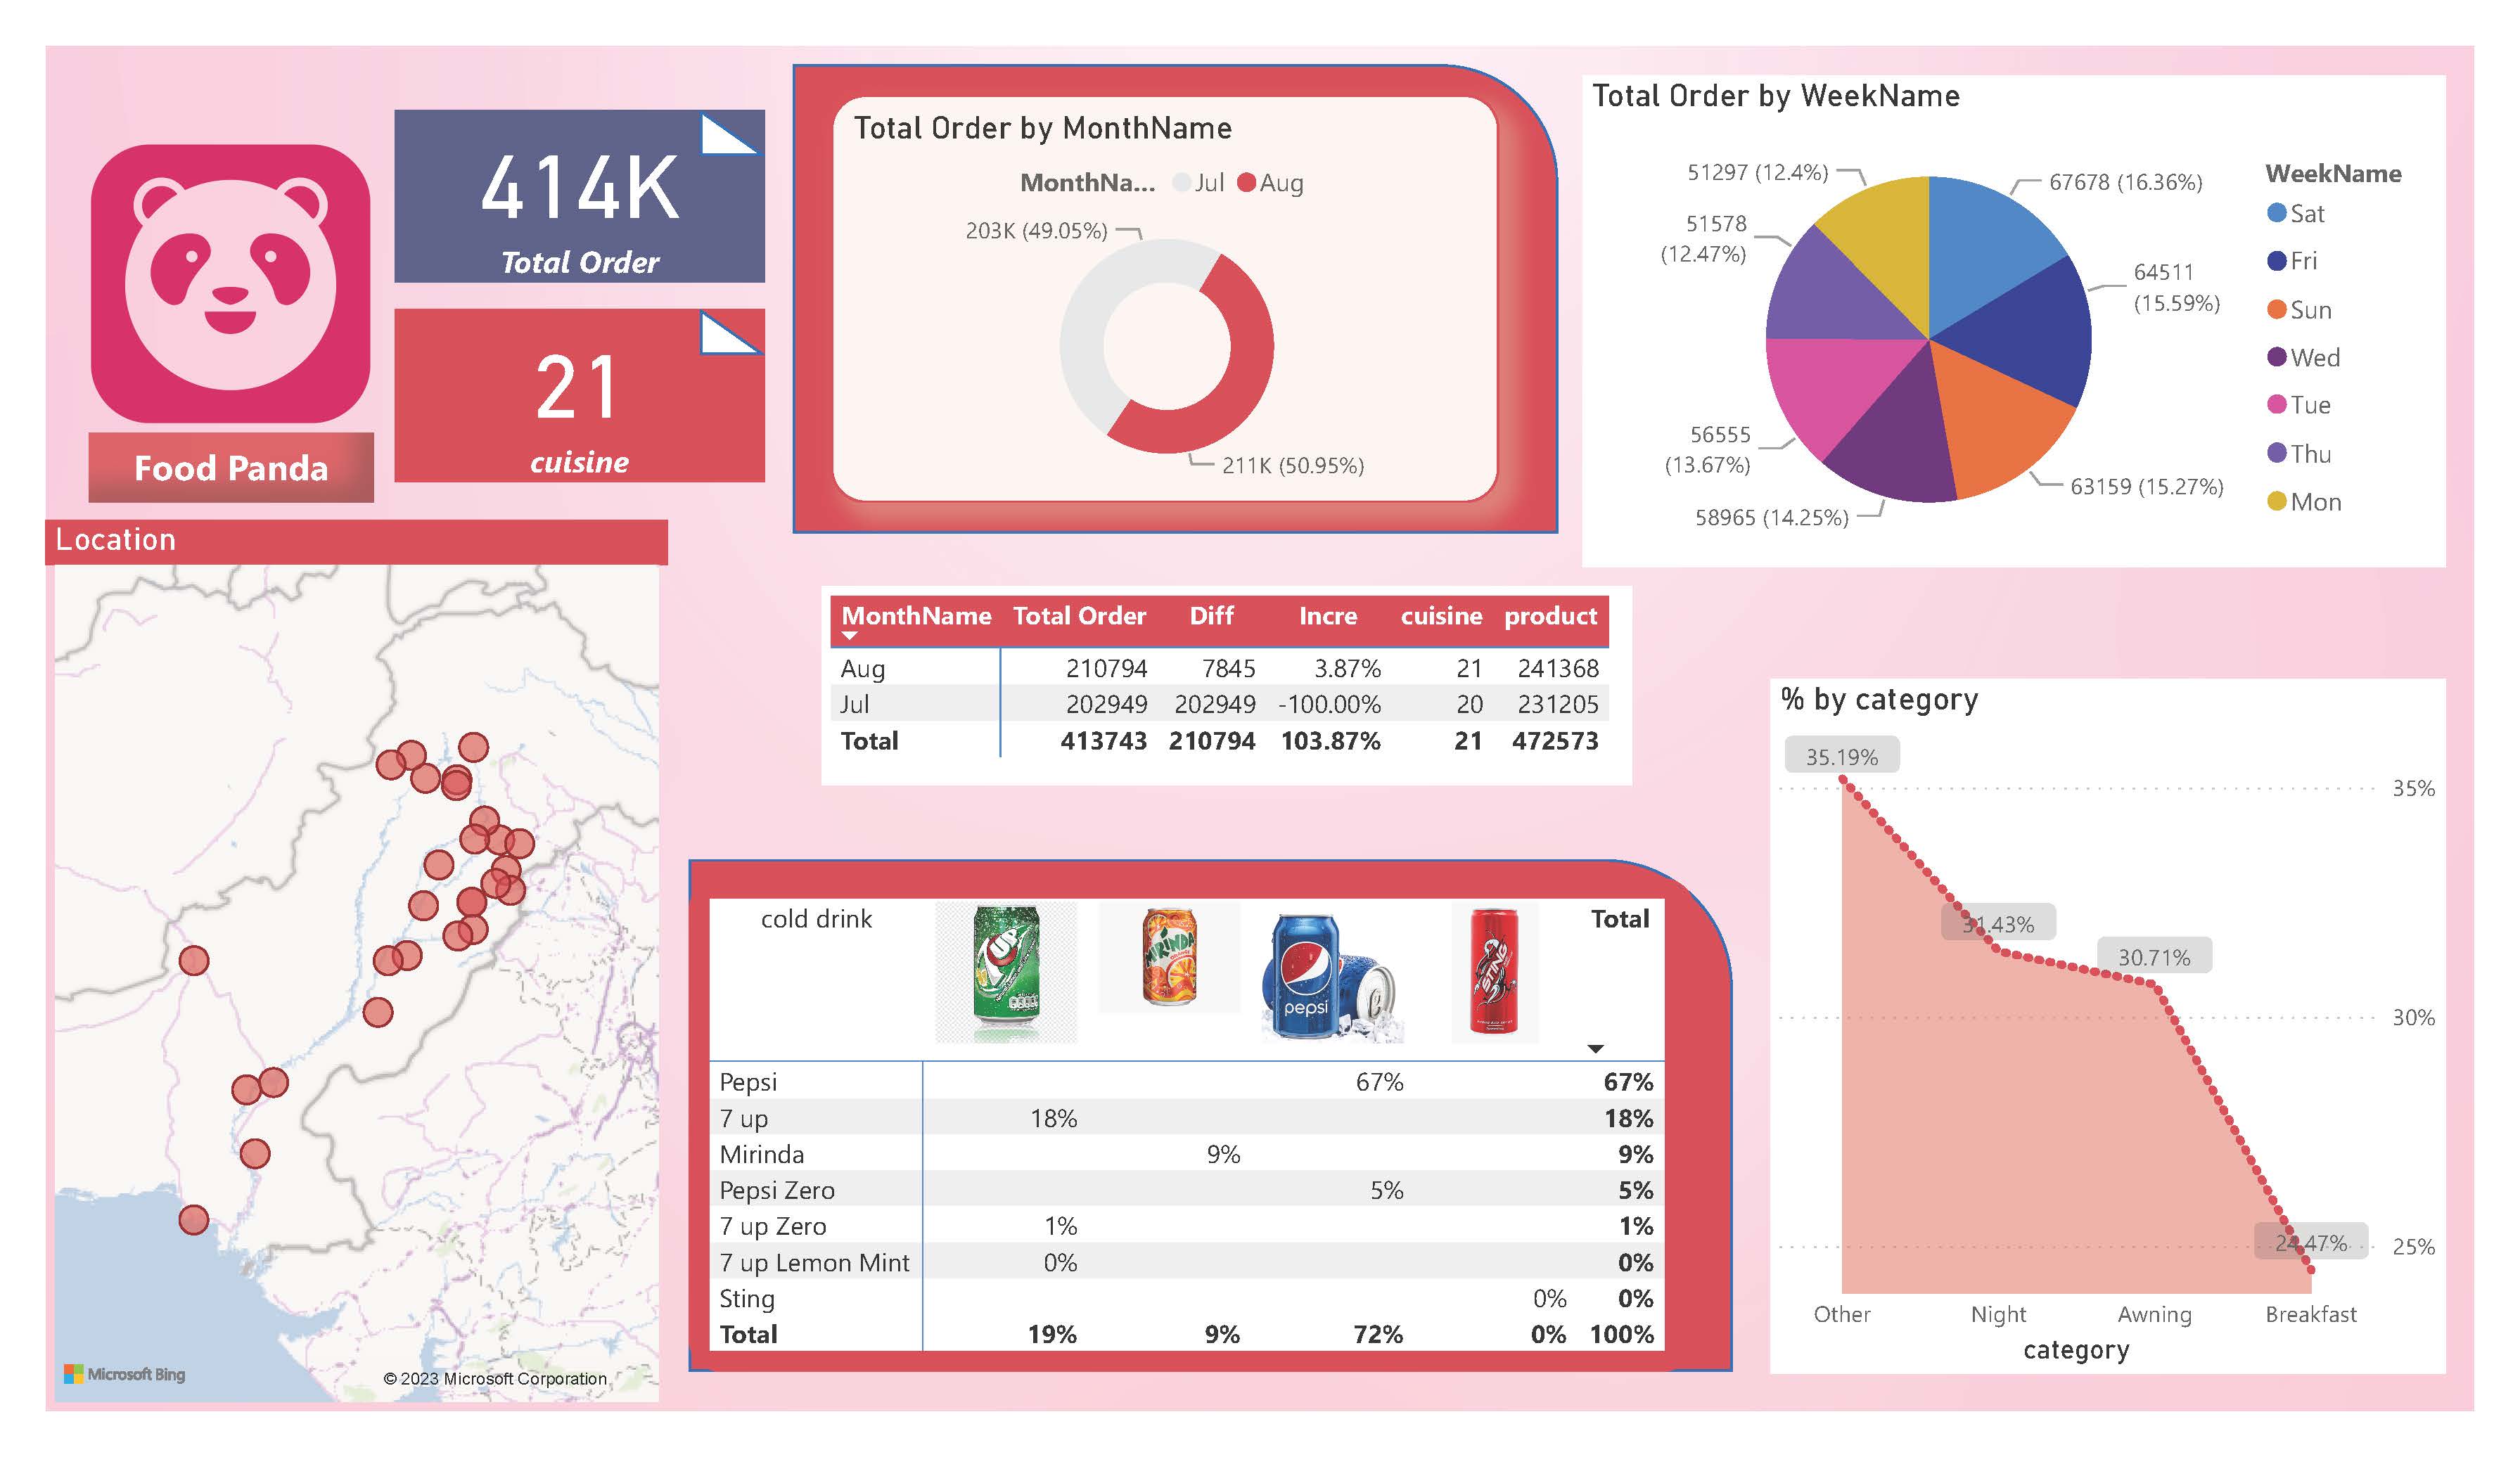 414K
Total Order
21
cuisine
Food Panda
Total Order by MonthName
MonthNa... Jul Aug
203K (49.05%)
211K (50.95%)
Total Order by WeekName
51297 (12.4%)
67678 (16.36%)
51578
(12.47%)
64511
(15.59%)
56555
(13.67%)
63159 (15.27%)
58965 (14.25%)
WeekName
Sat
Fri
Sun
Wed
Tue
Thu
Mon
Location
Microsoft Bing
© 2023 Microsoft Corporation
MonthName Total Order Diff Incre cuisine product
Aug 210794 7845 3.87% 21 241368
Jul 202949 202949 -100.00% 20 231205
Total 413743 210794 103.87% 21 472573
cold drink Total
7UP
MIRINDA
pepsi
STING
Pepsi 67% 67%
7 up 18% 18%
Mirinda 9% 9%
Pepsi Zero 5% 5%
7 up Zero 1% 1%
7 up Lemon Mint 0% 0%
Sting 0% 0%
Total 19% 9% 72% 0% 100%
% by category
35.19%
31.43%
30.71%
24.47%
35%
30%
25%
Other Night Awning Breakfast
category